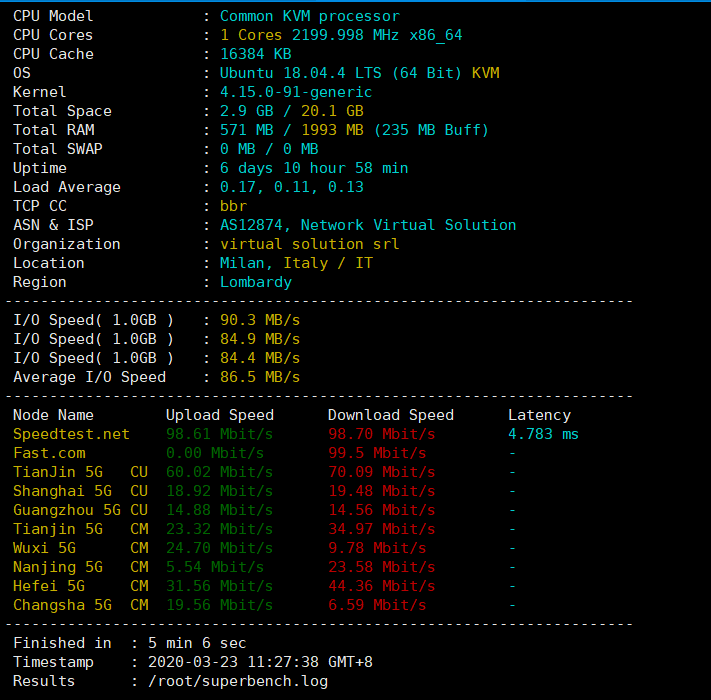 CPU Model : Common KVM processor
CPU Cores : 1 Cores 2199.998 MHz x86_64
CPU Cache : 16384 KB
OS : Ubuntu 18.04.4 LTS (64 Bit) KVM
Kernel : 4.15.0-91-generic
Total Space : 2.9 GB / 20.1 GB
Total RAM : 571 MB / 1993 MB (235 MB Buff)
Total SWAP : 0 MB / 0 MB
Uptime : 6 days 10 hour 58 min
Load Average : 0.17, 0.11, 0.13
TCP CC : bbr
ASN & ISP : AS12874, Network Virtual Solution
Organization : virtual solution srl
Location : Milan, Italy / IT
Region : Lombardy
----------------------------------------------------------------------
I/O Speed( 1.0GB ) : 90.3 MB/s
I/O Speed( 1.0GB ) : 84.9 MB/s
I/O Speed( 1.0GB ) : 84.4 MB/s
Average I/O Speed : 86.5 MB/s
----------------------------------------------------------------------
Node Name Upload Speed Download Speed Latency
Speedtest.net 98.61 Mbit/s 98.70 Mbit/s 4.783 ms
Fast.com 0.00 Mbit/s 99.5 Mbit/s -
TianJin 5G CU 60.02 Mbit/s 70.09 Mbit/s -
Shanghai 5G CU 18.92 Mbit/s 19.48 Mbit/s -
Guangzhou 5G CU 14.88 Mbit/s 14.56 Mbit/s -
Tianjin 5G CM 23.32 Mbit/s 34.97 Mbit/s -
Wuxi 5G CM 24.70 Mbit/s 9.78 Mbit/s -
Nanjing 5G CM 5.54 Mbit/s 23.58 Mbit/s -
Hefei 5G CM 31.56 Mbit/s 44.36 Mbit/s -
Changsha 5G CM 19.56 Mbit/s 6.59 Mbit/s -
----------------------------------------------------------------------
Finished in : 5 min 6 sec
Timestamp : 2020-03-23 11:27:38 GMT+8
Results : /root/superbench.log